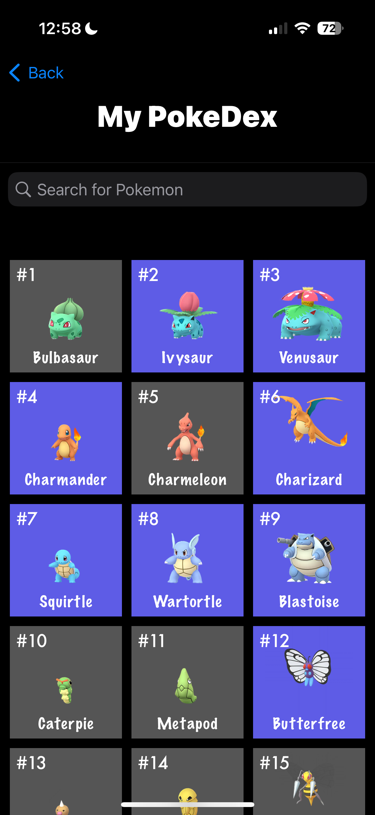 12:58
72
Back
My PokeDex
Search for Pokemon
#1
Bulbasaur
#2
Ivysaur
#3
Venusaur
#4
Charmander
#5
Charmeleon
#6
Charizard
#7
Squirtle
#8
Wartortle
#9
Blastoise
#10
Caterpie
#11
Metapod
#12
Butterfree
#13
#14
#15